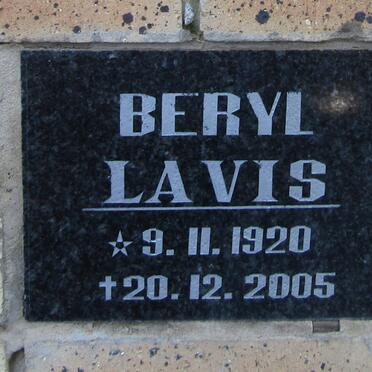 BERYL
LAVIS
☆ 9. 11. 1920
✝ 20. 12. 2005